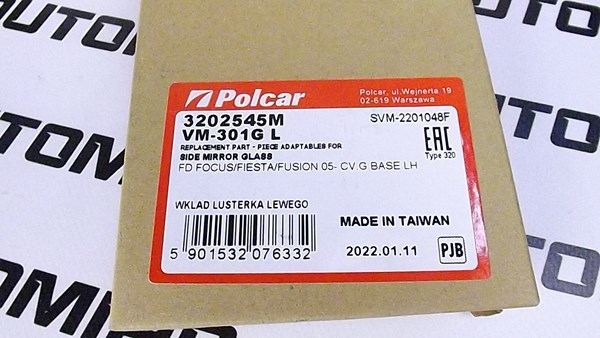 Polcar
Polcar, ul.Wejnerta 19
02-619 Warszawa
3202545M
VM-301G L
SVM-2201048F
REPLACEMENT PART - PIECE ADAPTABLES FOR
SIDE MIRROR GLASS
EAC
Type 320
FD FOCUS/FIESTA/FUSION 05- CV.G BASE LH
WKLAD LUSTERKA LEWEGO
MADE IN TAIWAN
5 901532 076332
2022.01.11
PJB